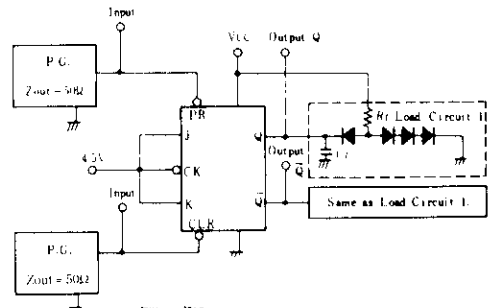 Input
Vcc
Output Q
P.G.
Zout = 50Ω
PR
RL Load Circuit 1
J
Q
CL
Output
Q̅
4.5V
CK
Input
K
Q̅
Same as Load Circuit 1.
CLR
P.G.
Zout = 50Ω